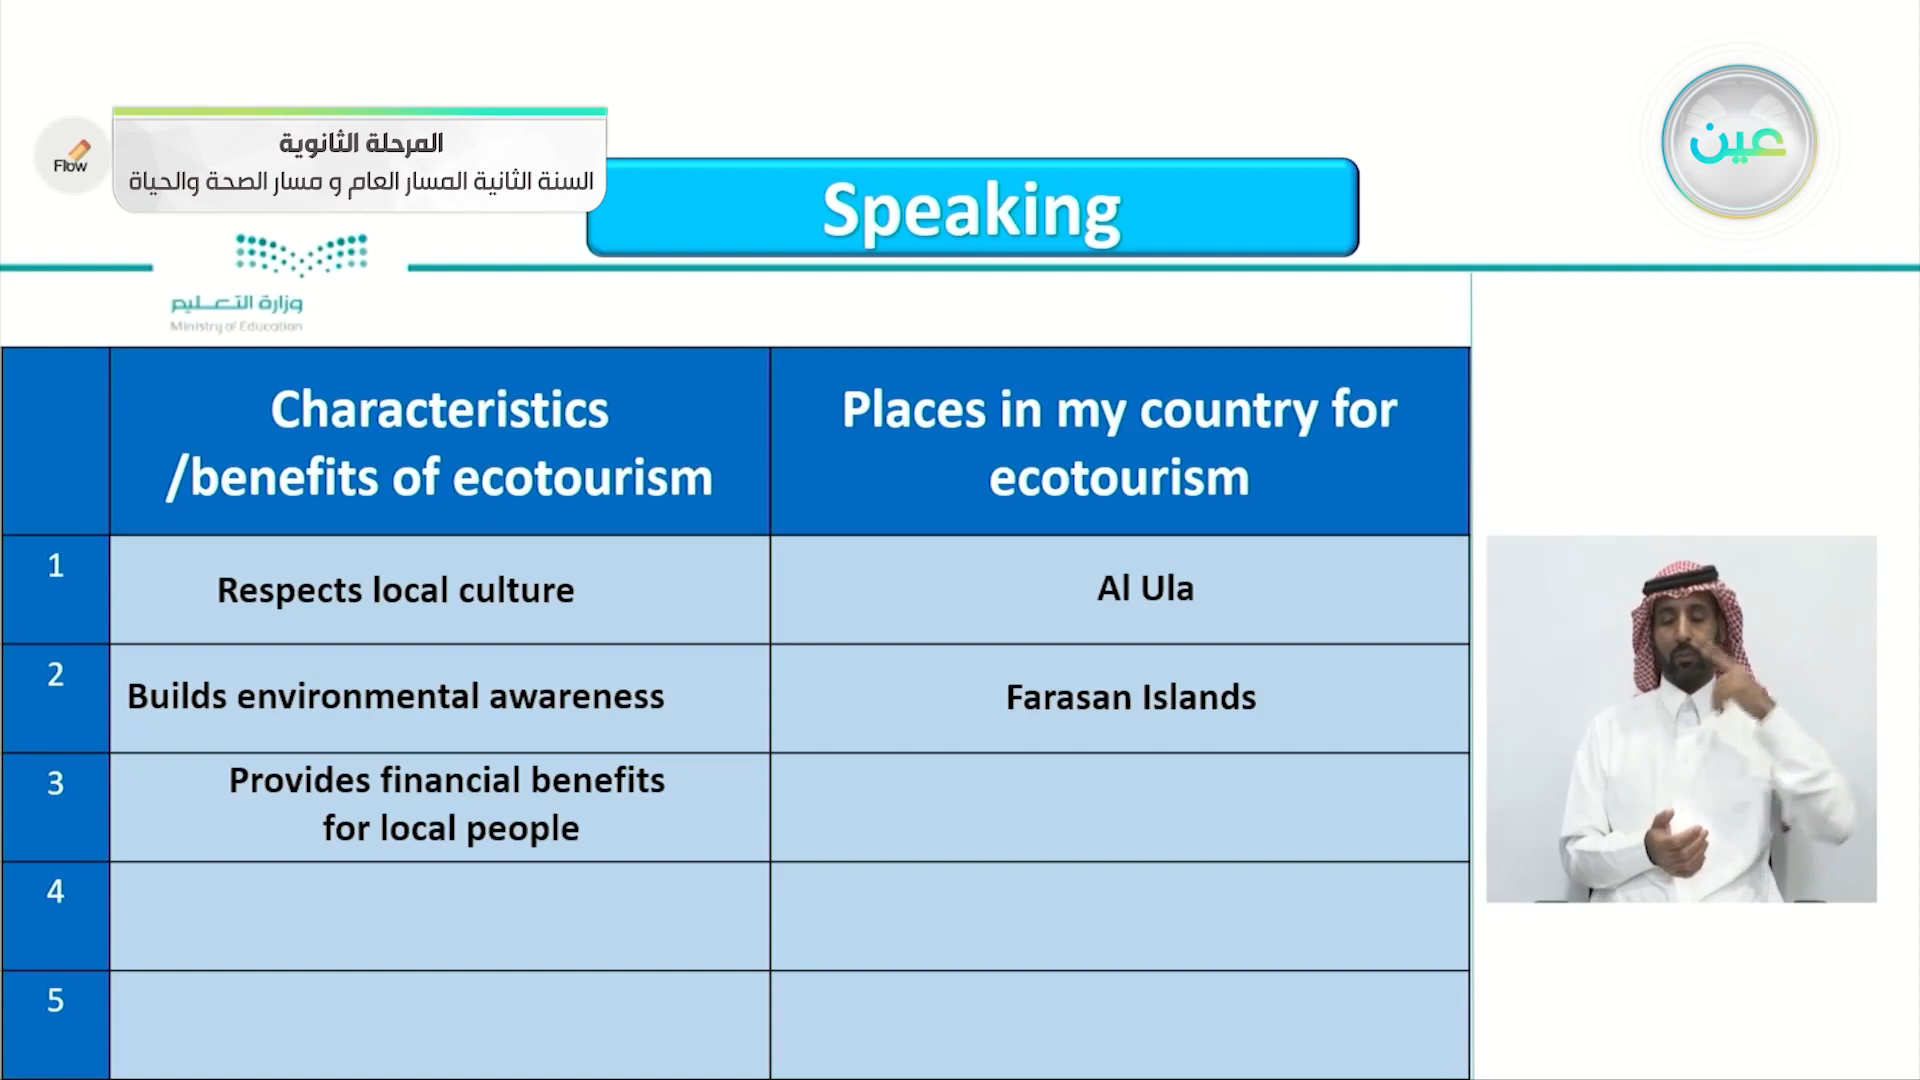 Flow
المرحلة الثانوية
السنة الثانية المسار العام و مسار الصحة والحياة
عين
Speaking
وزارة التعليم
Ministry of Education
Characteristics
/benefits of ecotourism
Places in my country for
ecotourism
1
Respects local culture
Al Ula
2
Builds environmental awareness
Farasan Islands
3
Provides financial benefits
for local people
4
5